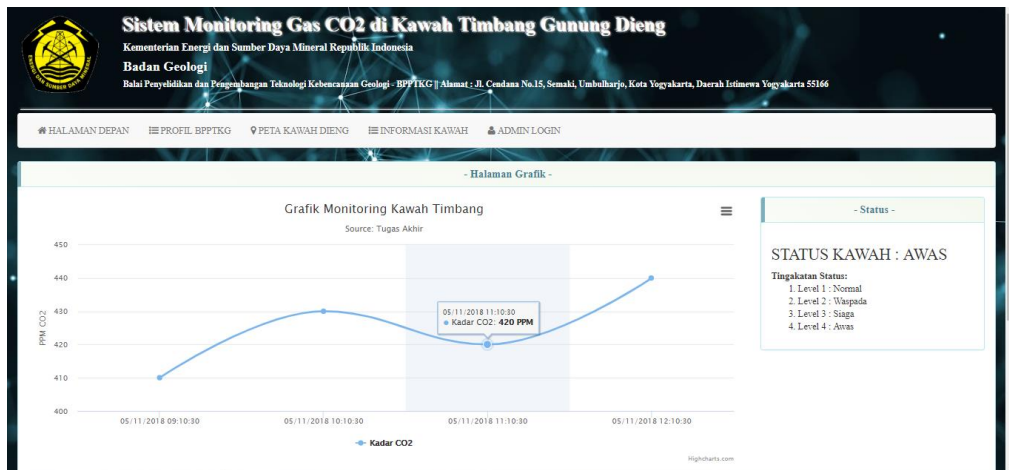 Sistem Monitoring Gas CO2 di Kawah Timbang Gunung Dieng
Kementerian Energi dan Sumber Daya Mineral Republik Indonesia
Badan Geologi
Balai Penyelidikan dan Pengembangan Teknologi Kebencanaan Geologi - BPPTKG || Alamat : Jl. Cendana No.15, Semaki, Umbulharjo, Kota Yogyakarta, Daerah Istimewa Yogyakarta 55166
HALAMAN DEPAN PROFIL BPPTKG PETA KAWAH DIENG INFORMASI KAWAH ADMIN LOGIN
- Halaman Grafik -
Grafik Monitoring Kawah Timbang
Source: Tugas Akhir
450
440
430
420
410
400
PPM CO2
05/11/2018 11:10:30
Kadar CO2: 420 PPM
05/11/2018 09:10:30 05/11/2018 10:10:30 05/11/2018 11:10:30 05/11/2018 12:10:30
Kadar CO2
Highcharts.com
- Status -
STATUS KAWAH : AWAS
Tingakatan Status:
1. Level 1 : Normal
2. Level 2 : Waspada
3. Level 3 : Siaga
4. Level 4 : Awas